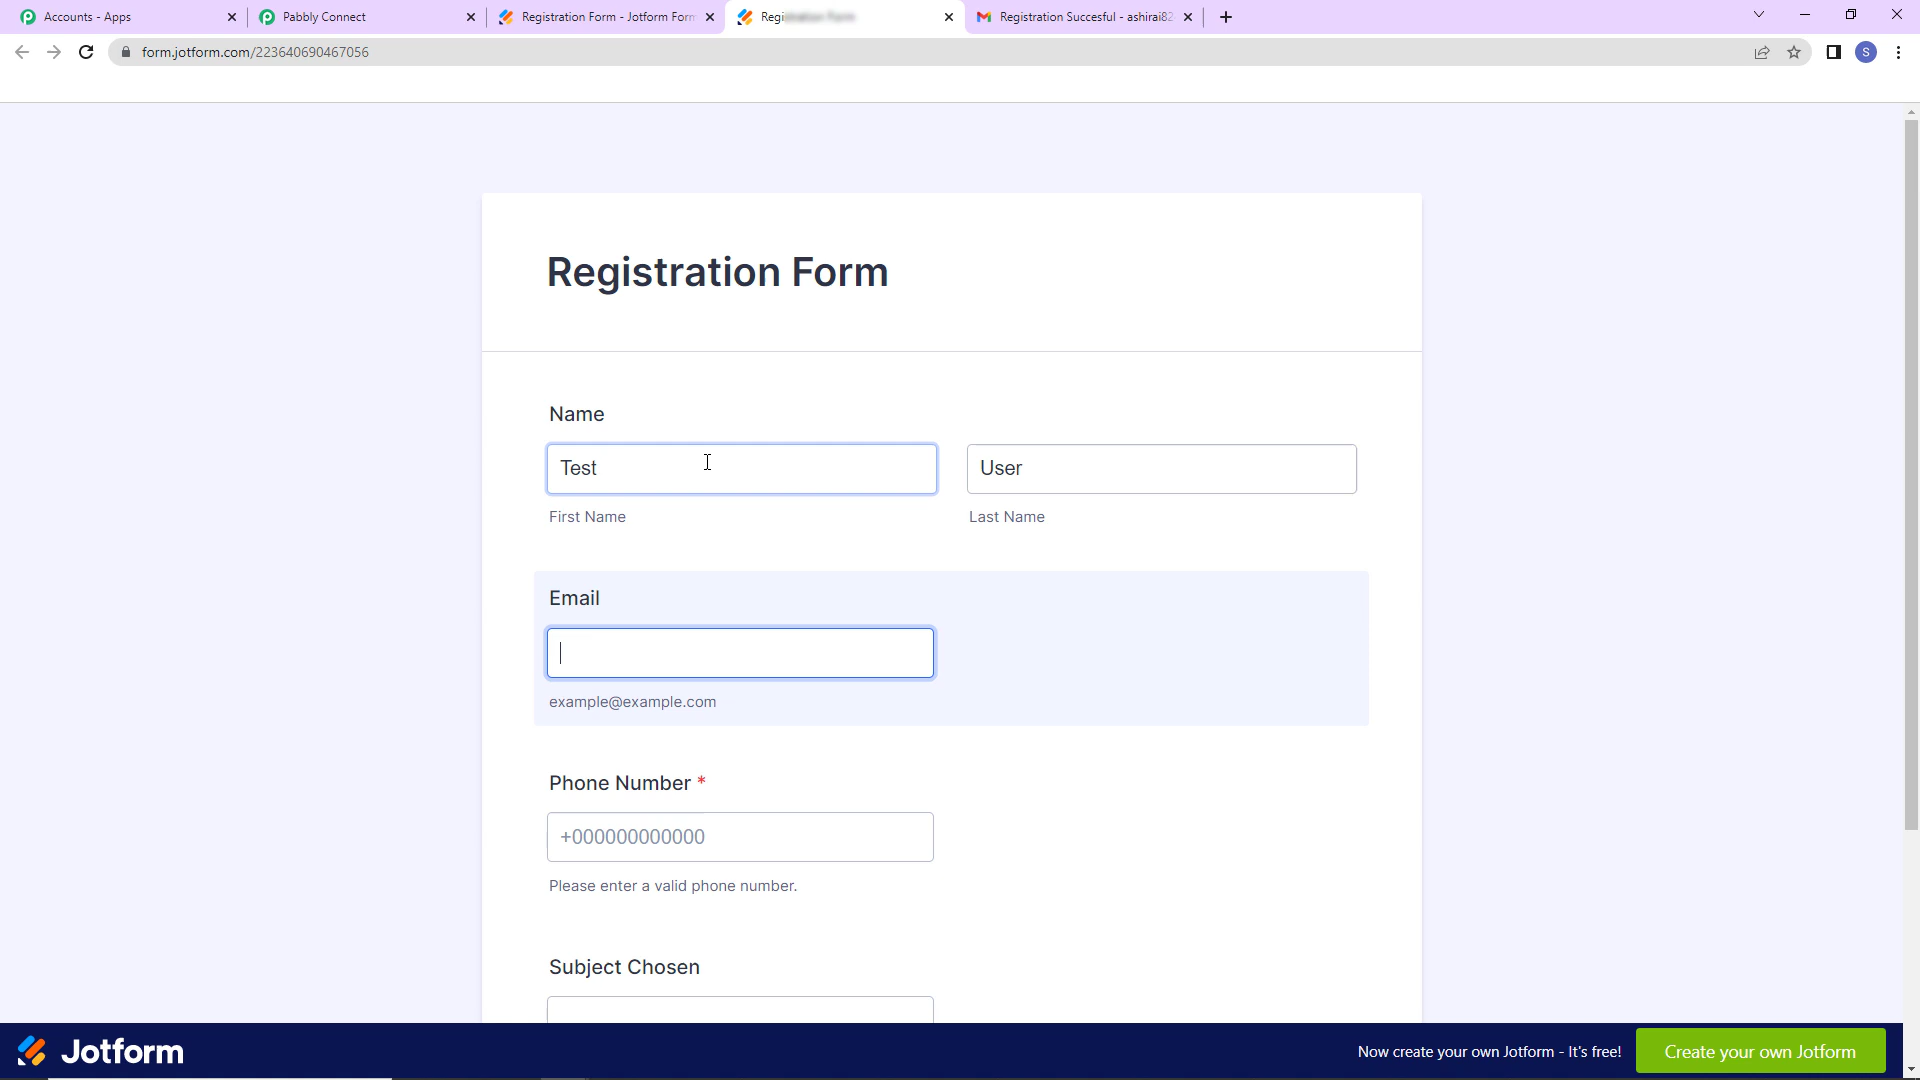 Accounts - Apps
Pabbly Connect
Registration Form - Jotform Form
Regi
Registration Succesful - ashirai82
form.jotform.com/223640690467056
S
Registration Form
Name
Test
User
First Name
Last Name
Email
example@example.com
Phone Number *
+000000000000
Please enter a valid phone number.
Subject Chosen
Jotform
Now create your own Jotform - It's free!
Create your own Jotform